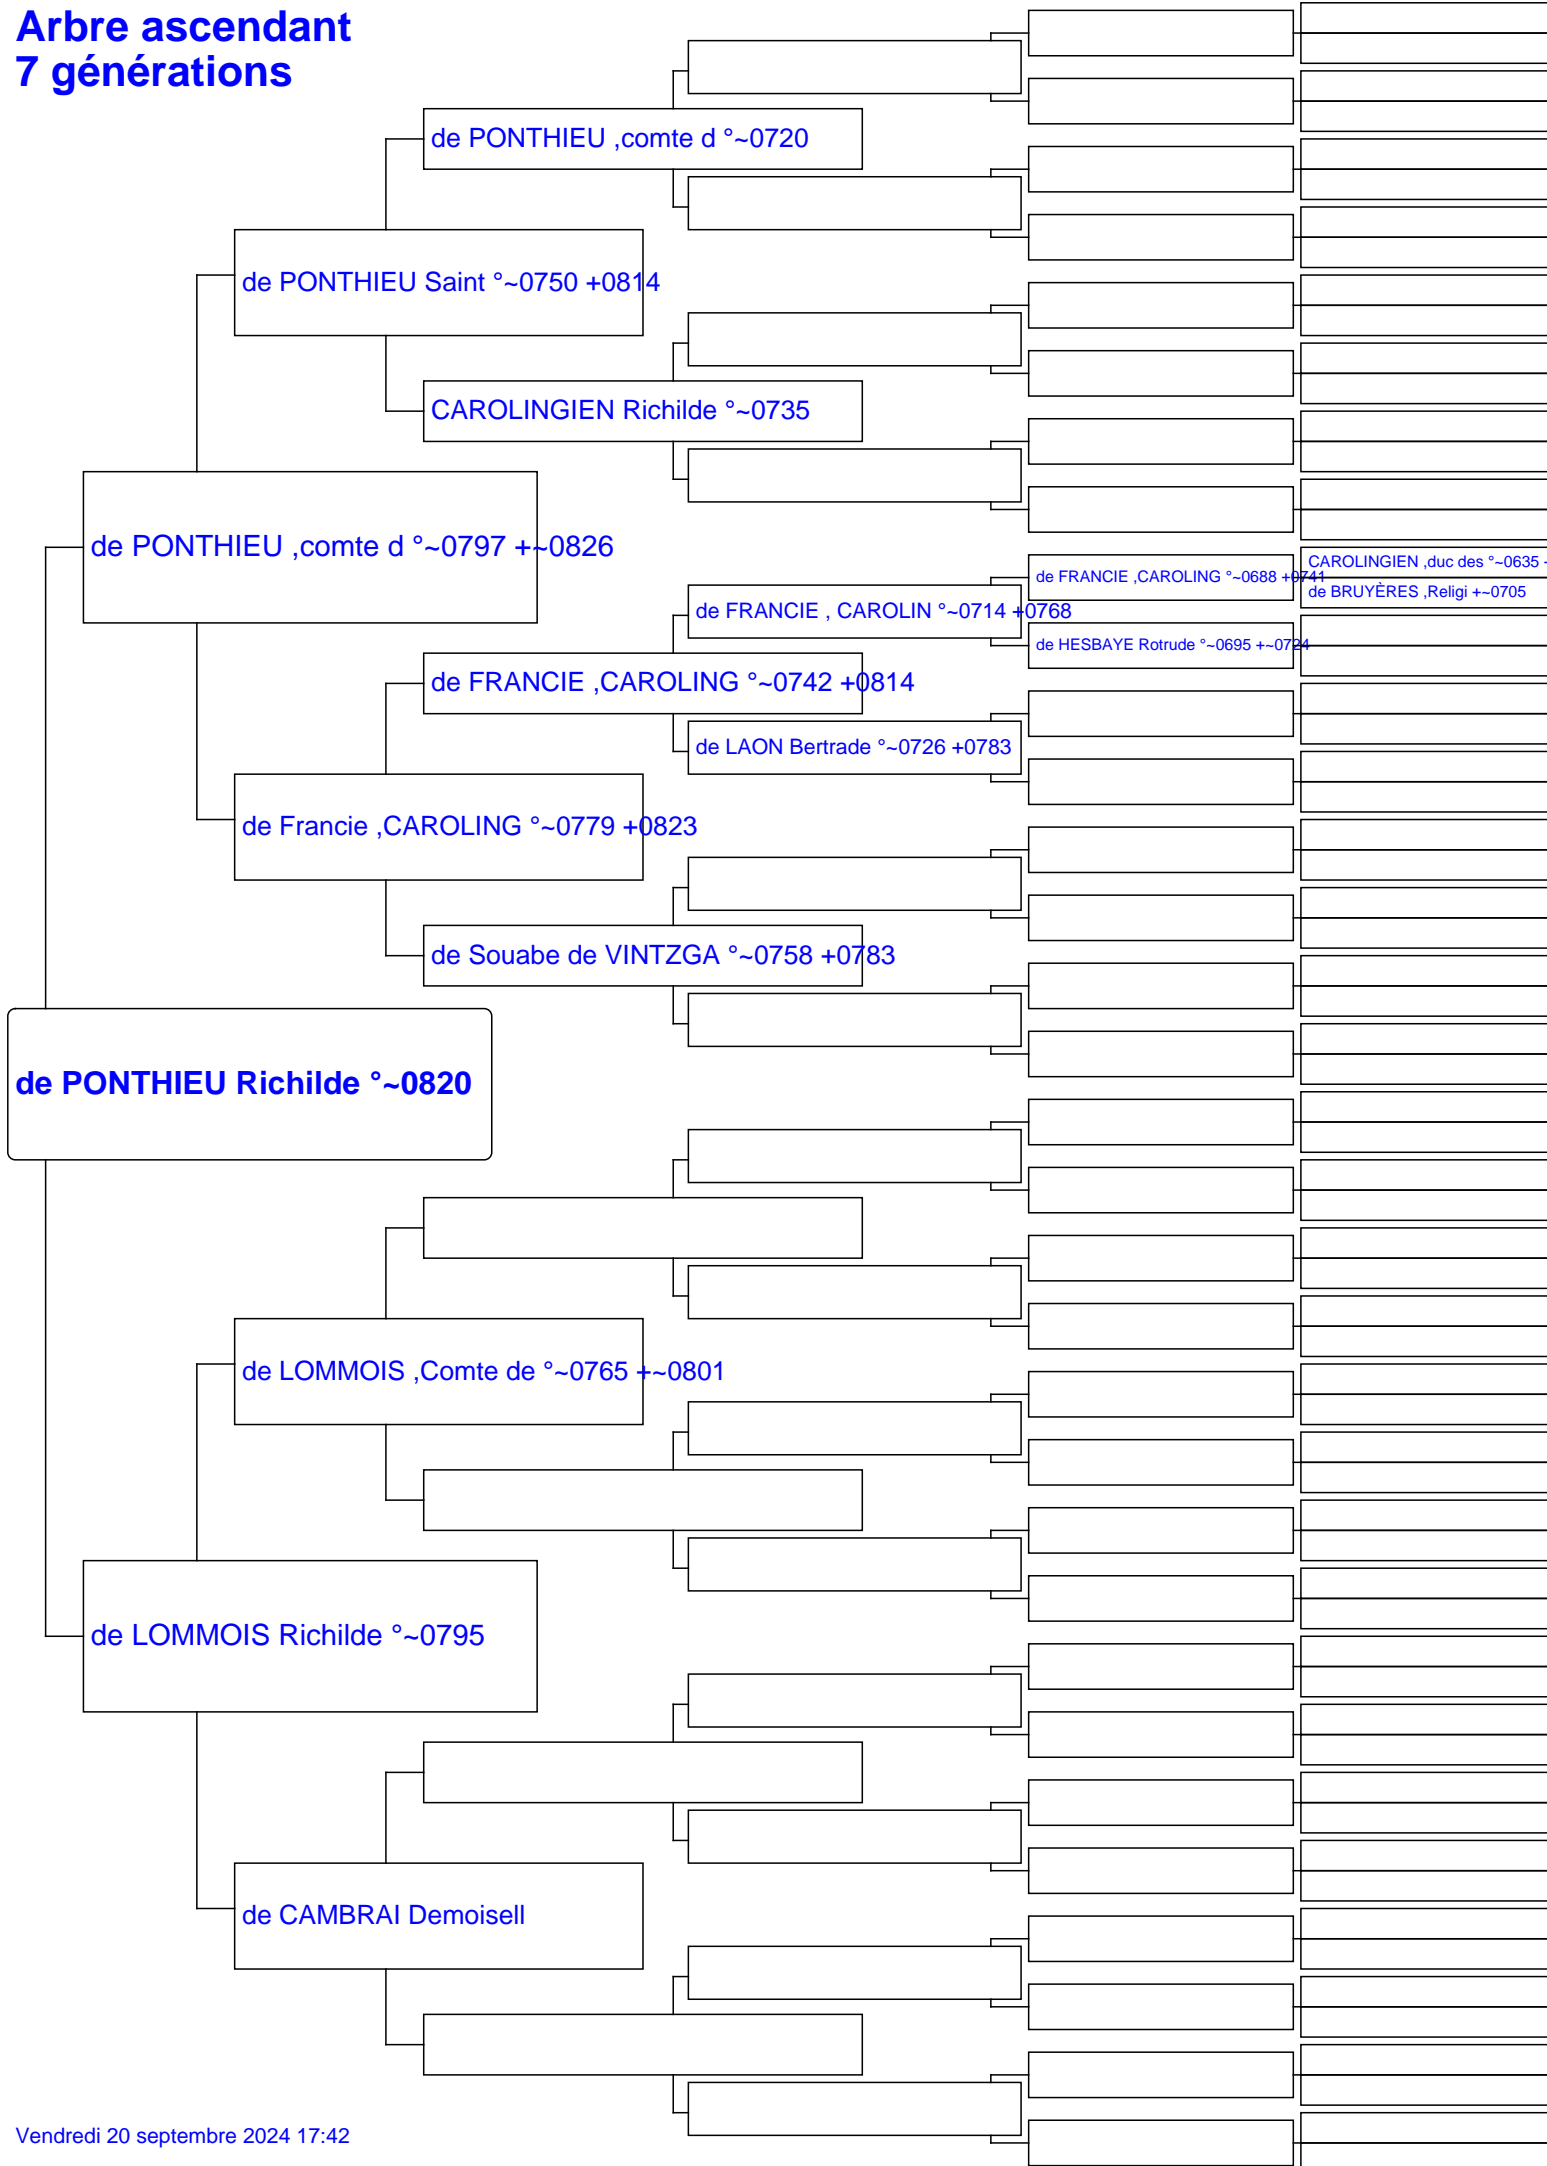 Arbre ascendant
7 générations
de PONTHIEU ,comte d °~0720
de PONTHIEU Saint °~0750 +0814
CAROLINGIEN Richilde °~0735
de PONTHIEU ,comte d °~0797 +~0826
CAROLINGIEN ,duc des °~0635 +
de FRANCIE ,CAROLING °~0688 +0741
de BRUYÈRES ,Religi +~0705
de FRANCIE , CAROLIN °~0714 +0768
de HESBAYE Rotrude °~0695 +~0724
de FRANCIE ,CAROLING °~0742 +0814
de LAON Bertrade °~0726 +0783
de Francie ,CAROLING °~0779 +0823
de Souabe de VINTZGA °~0758 +0783
de PONTHIEU Richilde °~0820
de LOMMOIS ,Comte de °~0765 +~0801
de LOMMOIS Richilde °~0795
de CAMBRAI Demoisell
Vendredi 20 septembre 2024 17:42